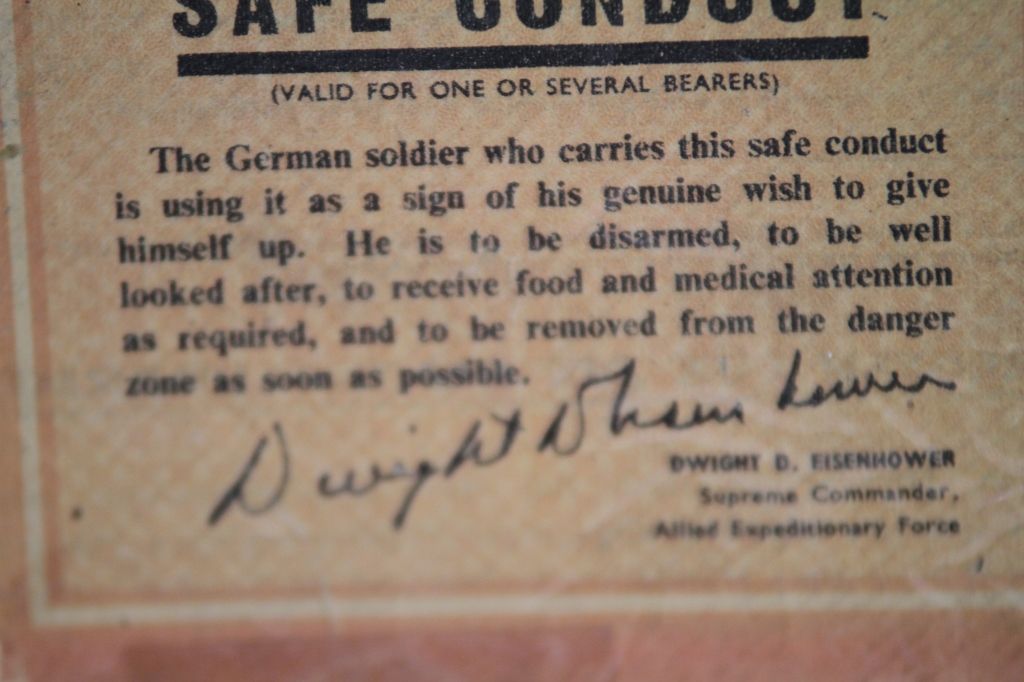 SAFE CONDUCT
(VALID FOR ONE OR SEVERAL BEARERS)
The German soldier who carries this safe conduct
is using it as a sign of his genuine wish to give
himself up. He is to be disarmed, to be well
looked after, to receive food and medical attention
as required, and to be removed from the danger
zone as soon as possible.
Dwight D Eisenhower
DWIGHT D. EISENHOWER
Supreme Commander,
Allied Expeditionary Force